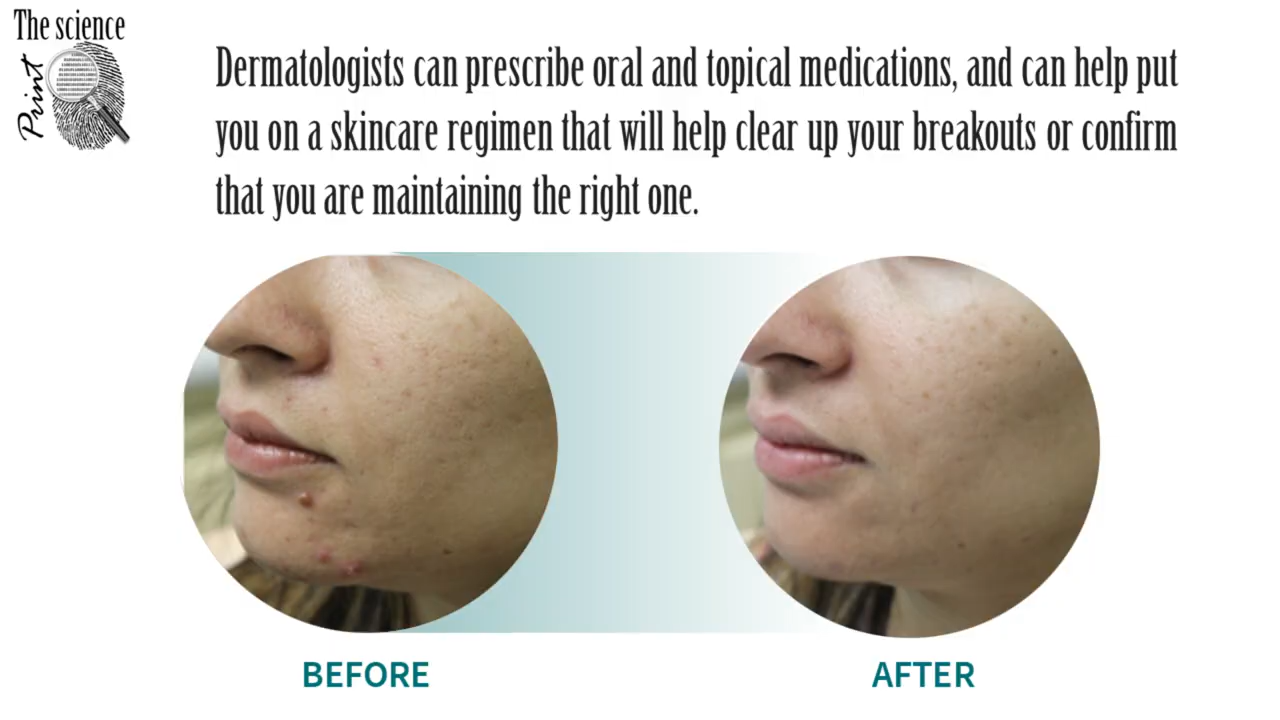 The science
Print
Dermatologists can prescribe oral and topical medications, and can help put
you on a skincare regimen that will help clear up your breakouts or confirm
that you are maintaining the right one.
BEFORE
AFTER